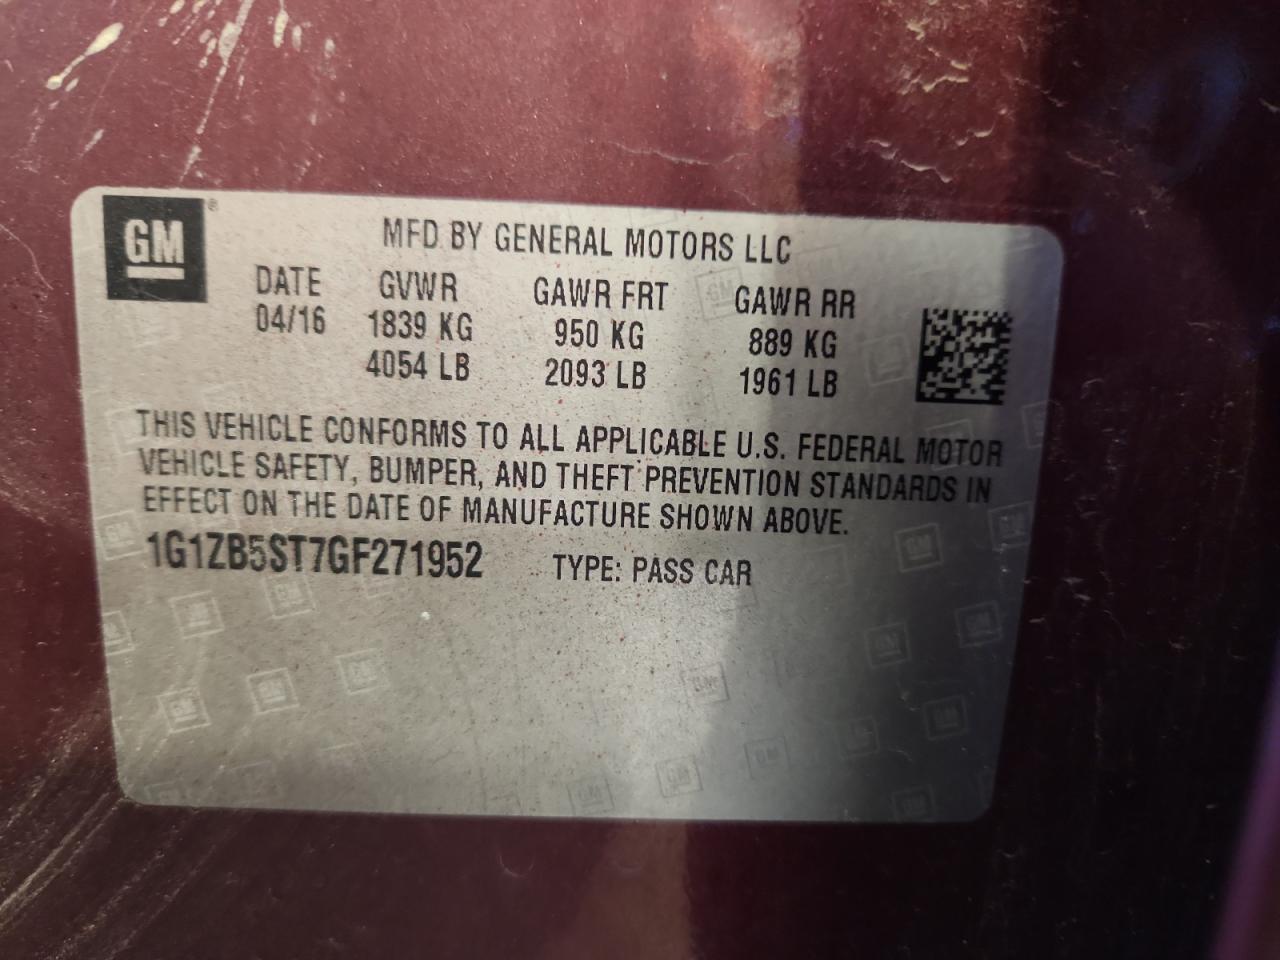 GM®
MFD BY GENERAL MOTORS LLC
DATE GVWR GAWR FRT GAWR RR
04/16 1839 KG 950 KG 889 KG
4054 LB 2093 LB 1961 LB
THIS VEHICLE CONFORMS TO ALL APPLICABLE U.S. FEDERAL MOTOR
VEHICLE SAFETY, BUMPER, AND THEFT PREVENTION STANDARDS IN
EFFECT ON THE DATE OF MANUFACTURE SHOWN ABOVE.
1G1ZB5ST7GF271952 TYPE: PASS CAR